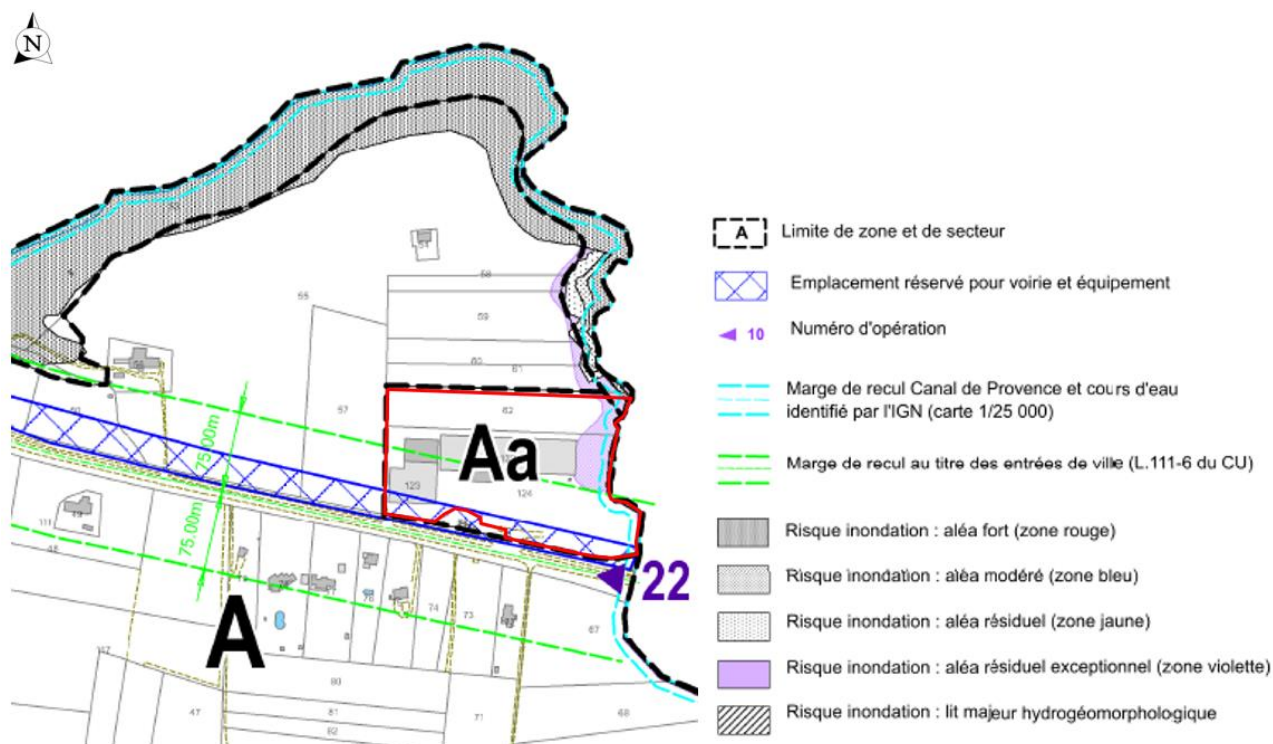 N
58
59
60
61
62
55
57
123
124
Aa
75.00m
75.00m
22
A
111
74
73
67
80
81
82
47
71
68
A Limite de zone et de secteur
Emplacement réservé pour voirie et équipement
10 Numéro d'opération
Marge de recul Canal de Provence et cours d'eau
identifié par l'IGN (carte 1/25 000)
Marge de recul au titre des entrées de ville (L.111-6 du CU)
Risque inondation : aléa fort (zone rouge)
Risque inondation : aléa modéré (zone bleu)
Risque inondation : aléa résiduel (zone jaune)
Risque inondation : aléa résiduel exceptionnel (zone violette)
Risque inondation : lit majeur hydrogéomorphologique